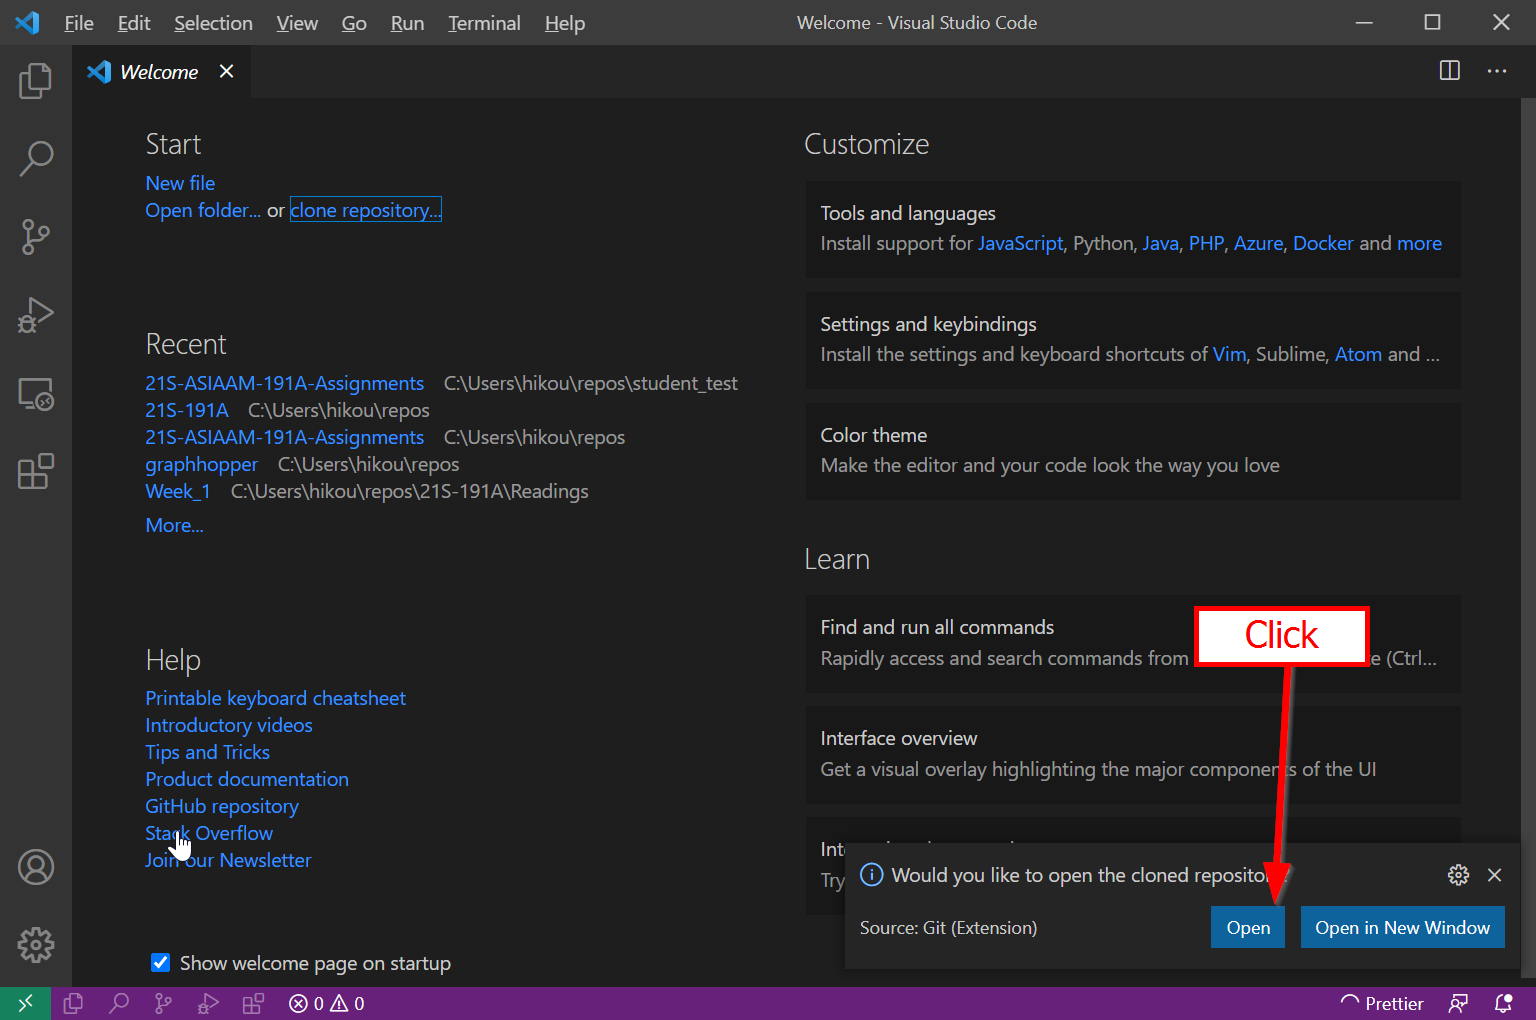 File Edit Selection View Go Run Terminal Help Welcome - Visual Studio Code
Welcome
Start
New file
Open folder... or clone repository...
Recent
21S-ASIAAM-191A-Assignments C:\Users\hikou\repos\student_test
21S-191A C:\Users\hikou\repos
21S-ASIAAM-191A-Assignments C:\Users\hikou\repos
graphhopper C:\Users\hikou\repos
Week_1 C:\Users\hikou\repos\21S-191A\Readings
More...
Help
Printable keyboard cheatsheet
Introductory videos
Tips and Tricks
Product documentation
GitHub repository
Stack Overflow
Join our Newsletter
Show welcome page on startup
Customize
Tools and languages
Install support for JavaScript, Python, Java, PHP, Azure, Docker and more
Settings and keybindings
Install the settings and keyboard shortcuts of Vim, Sublime, Atom and ...
Color theme
Make the editor and your code look the way you love
Learn
Find and run all commands
Rapidly access and search commands from (Ctrl...
Click
Interface overview
Get a visual overlay highlighting the major components of the UI
Try
Would you like to open the cloned
Source: Git (Extension)
Open Open in New Window
0 0 Prettier